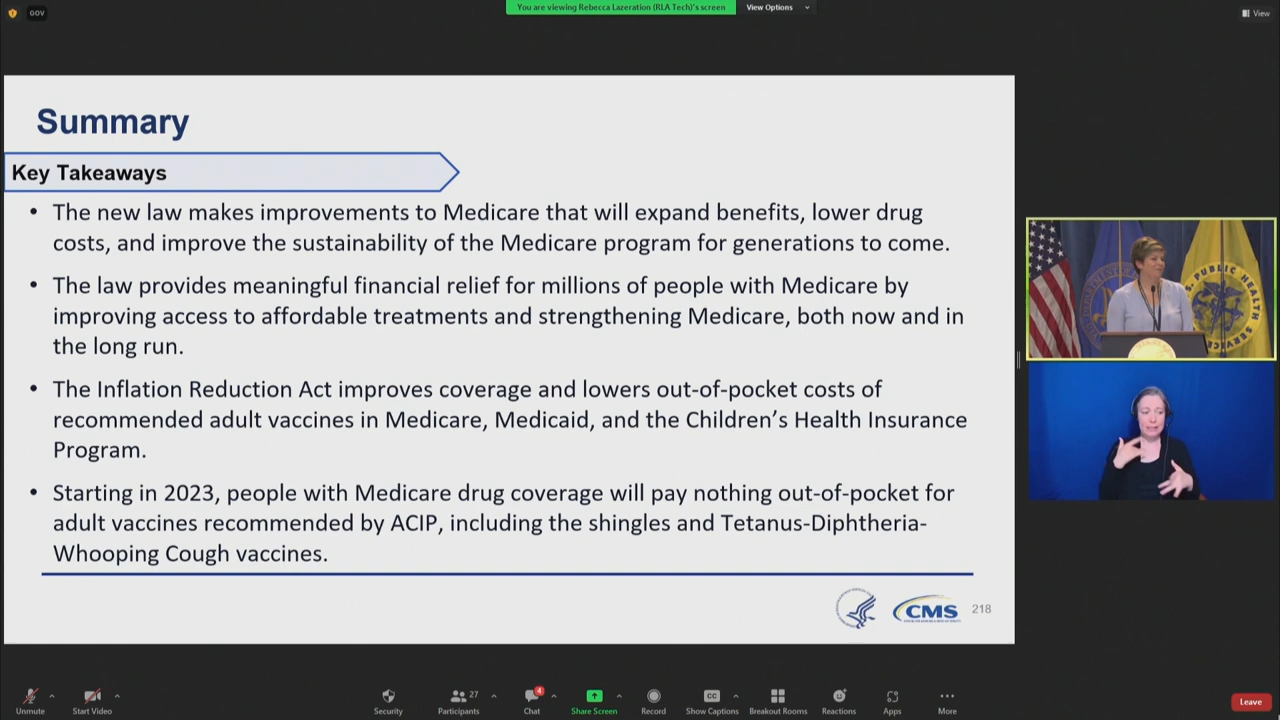 GOV
You are viewing Rebecca Lazeration (RLA Tech)'s screen
View Options
View
Summary
Key Takeaways
• The new law makes improvements to Medicare that will expand benefits, lower drug
costs, and improve the sustainability of the Medicare program for generations to come.
• The law provides meaningful financial relief for millions of people with Medicare by
improving access to affordable treatments and strengthening Medicare, both now and in
the long run.
• The Inflation Reduction Act improves coverage and lowers out-of-pocket costs of
recommended adult vaccines in Medicare, Medicaid, and the Children’s Health Insurance
Program.
• Starting in 2023, people with Medicare drug coverage will pay nothing out-of-pocket for
adult vaccines recommended by ACIP, including the shingles and Tetanus-Diphtheria-
Whooping Cough vaccines.
CMS
218
PUBLIC HEALTH
SERVICE
Unmute
Start Video
Security
27
Participants
4
Chat
Share Screen
Record
CC
Show Captions
Breakout Rooms
Reactions
Apps
More
Leave